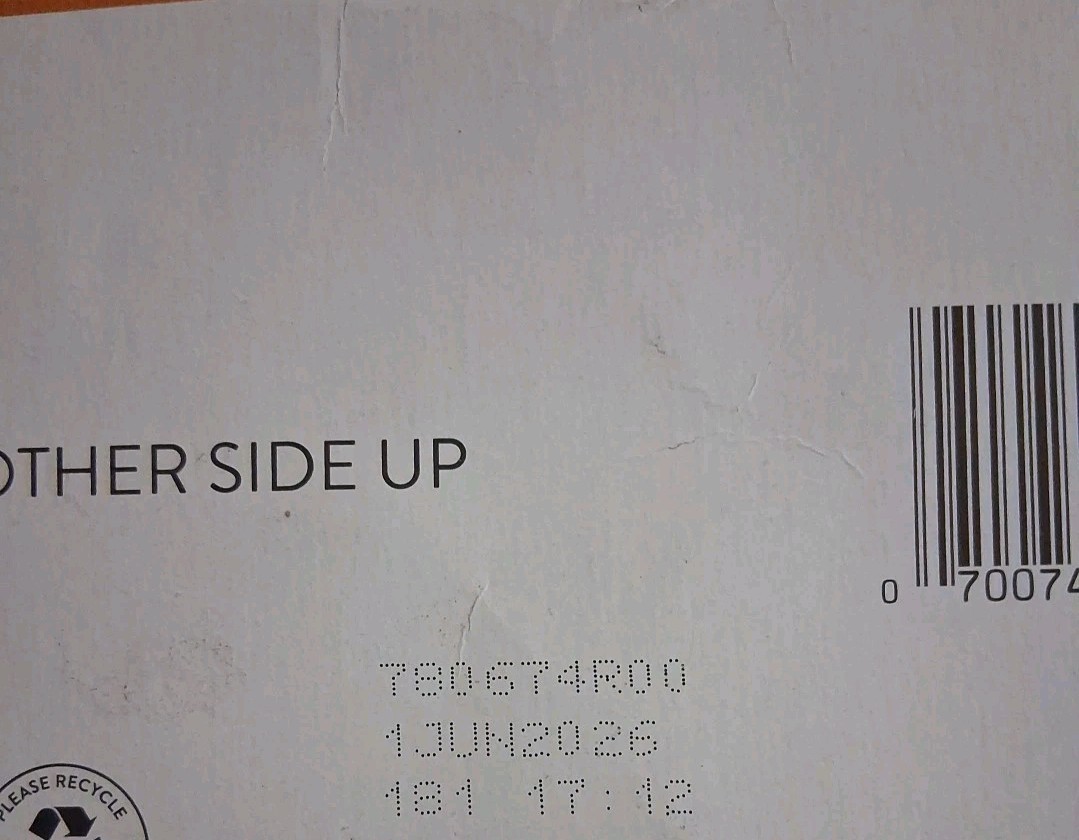 OTHER SIDE UP
0 70074
780674R00
1JUN2026
181 17:12
PLEASE RECYCLE